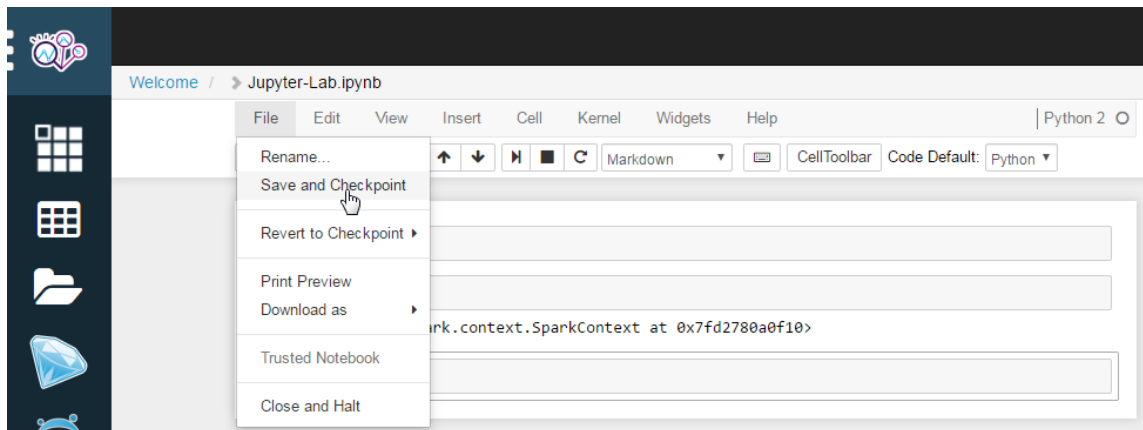 Welcome / Jupyter-Lab.ipynb
File Edit View Insert Cell Kernel Widgets Help Python 2
Markdown CellToolbar Code Default: Python
Rename...
Save and Checkpoint
Revert to Checkpoint
Print Preview
Download as
rk.context.SparkContext at 0x7fd2780a0f10>
Trusted Notebook
Close and Halt